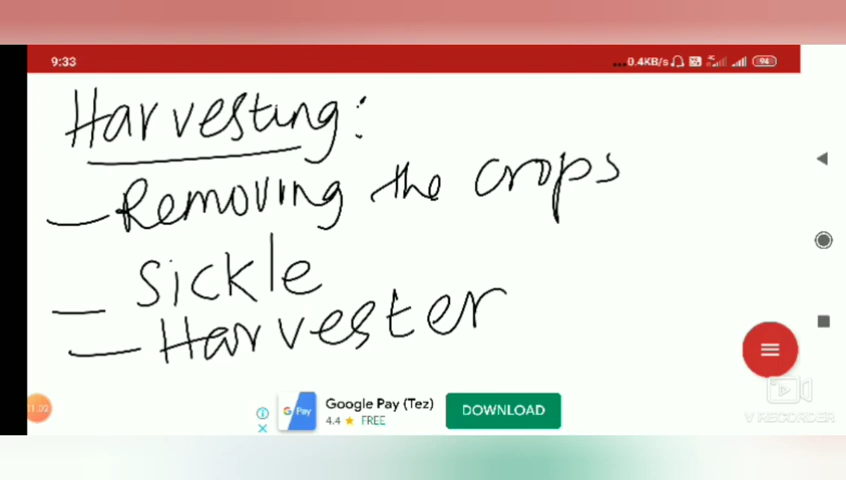 9:33
...0.4KB/s
94
Harvesting:
- Removing the crops
- Sickle
- Harvester
G Pay
Google Pay (Tez)
4.4 ★ FREE
DOWNLOAD
V RECORDER